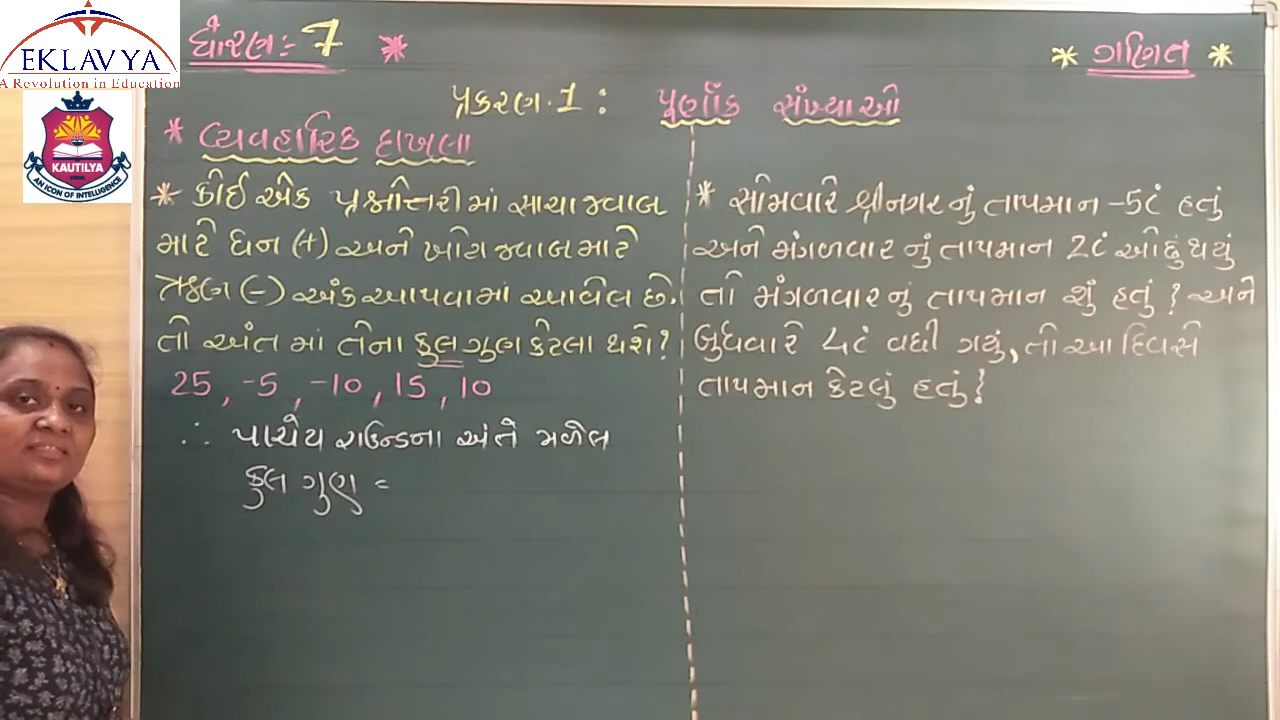 EKLAVYA
A Revolution in Education
KAUTILYA
AN ICON OF INTELLIGENCE
ધોરણઃ- 7
* ગણિત *
પ્રકરણ.1 : પૂર્ણાંક સંખ્યાઓ
* વ્યવહારિક દાખલા
* કોઈ એક પ્રશ્નોત્તરીમાં સાચા જવાબ
માટે ધન (+) અને ખોટા જવાબ માટે
ઋણ (-) અંક આપવામાં આવેલ છે.
તો અંત માં તેના કુલ ગુણ કેટલા થશે?
25, -5, -10, 15, 10
∴ પાચેય રાઉન્ડના અંતે મળેલ
કુલ ગુણ =
* સોમવારે શ્રીનગર નું તાપમાન -5℃ હતું
અને મંગળવાર નું તાપમાન 2℃ ઓછું થયું
તો મંગળવારનું તાપમાન શું હતું ? અને
બુધવારે 4℃ વધી ગયું, તો આ દિવસે
તાપમાન કેટલું હતું?